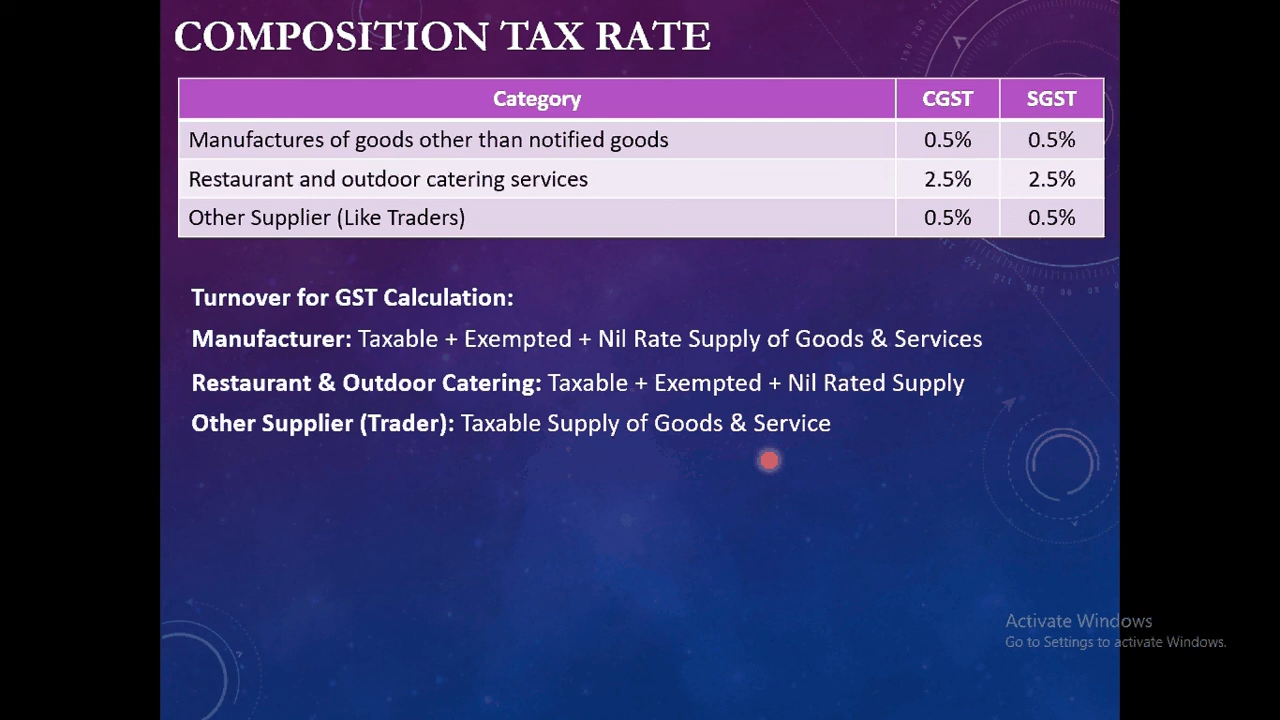 COMPOSITION TAX RATE
Category CGST SGST
Manufactures of goods other than notified goods 0.5% 0.5%
Restaurant and outdoor catering services 2.5% 2.5%
Other Supplier (Like Traders) 0.5% 0.5%
Turnover for GST Calculation:
Manufacturer: Taxable + Exempted + Nil Rate Supply of Goods & Services
Restaurant & Outdoor Catering: Taxable + Exempted + Nil Rated Supply
Other Supplier (Trader): Taxable Supply of Goods & Service
Activate Windows
Go to Settings to activate Windows.